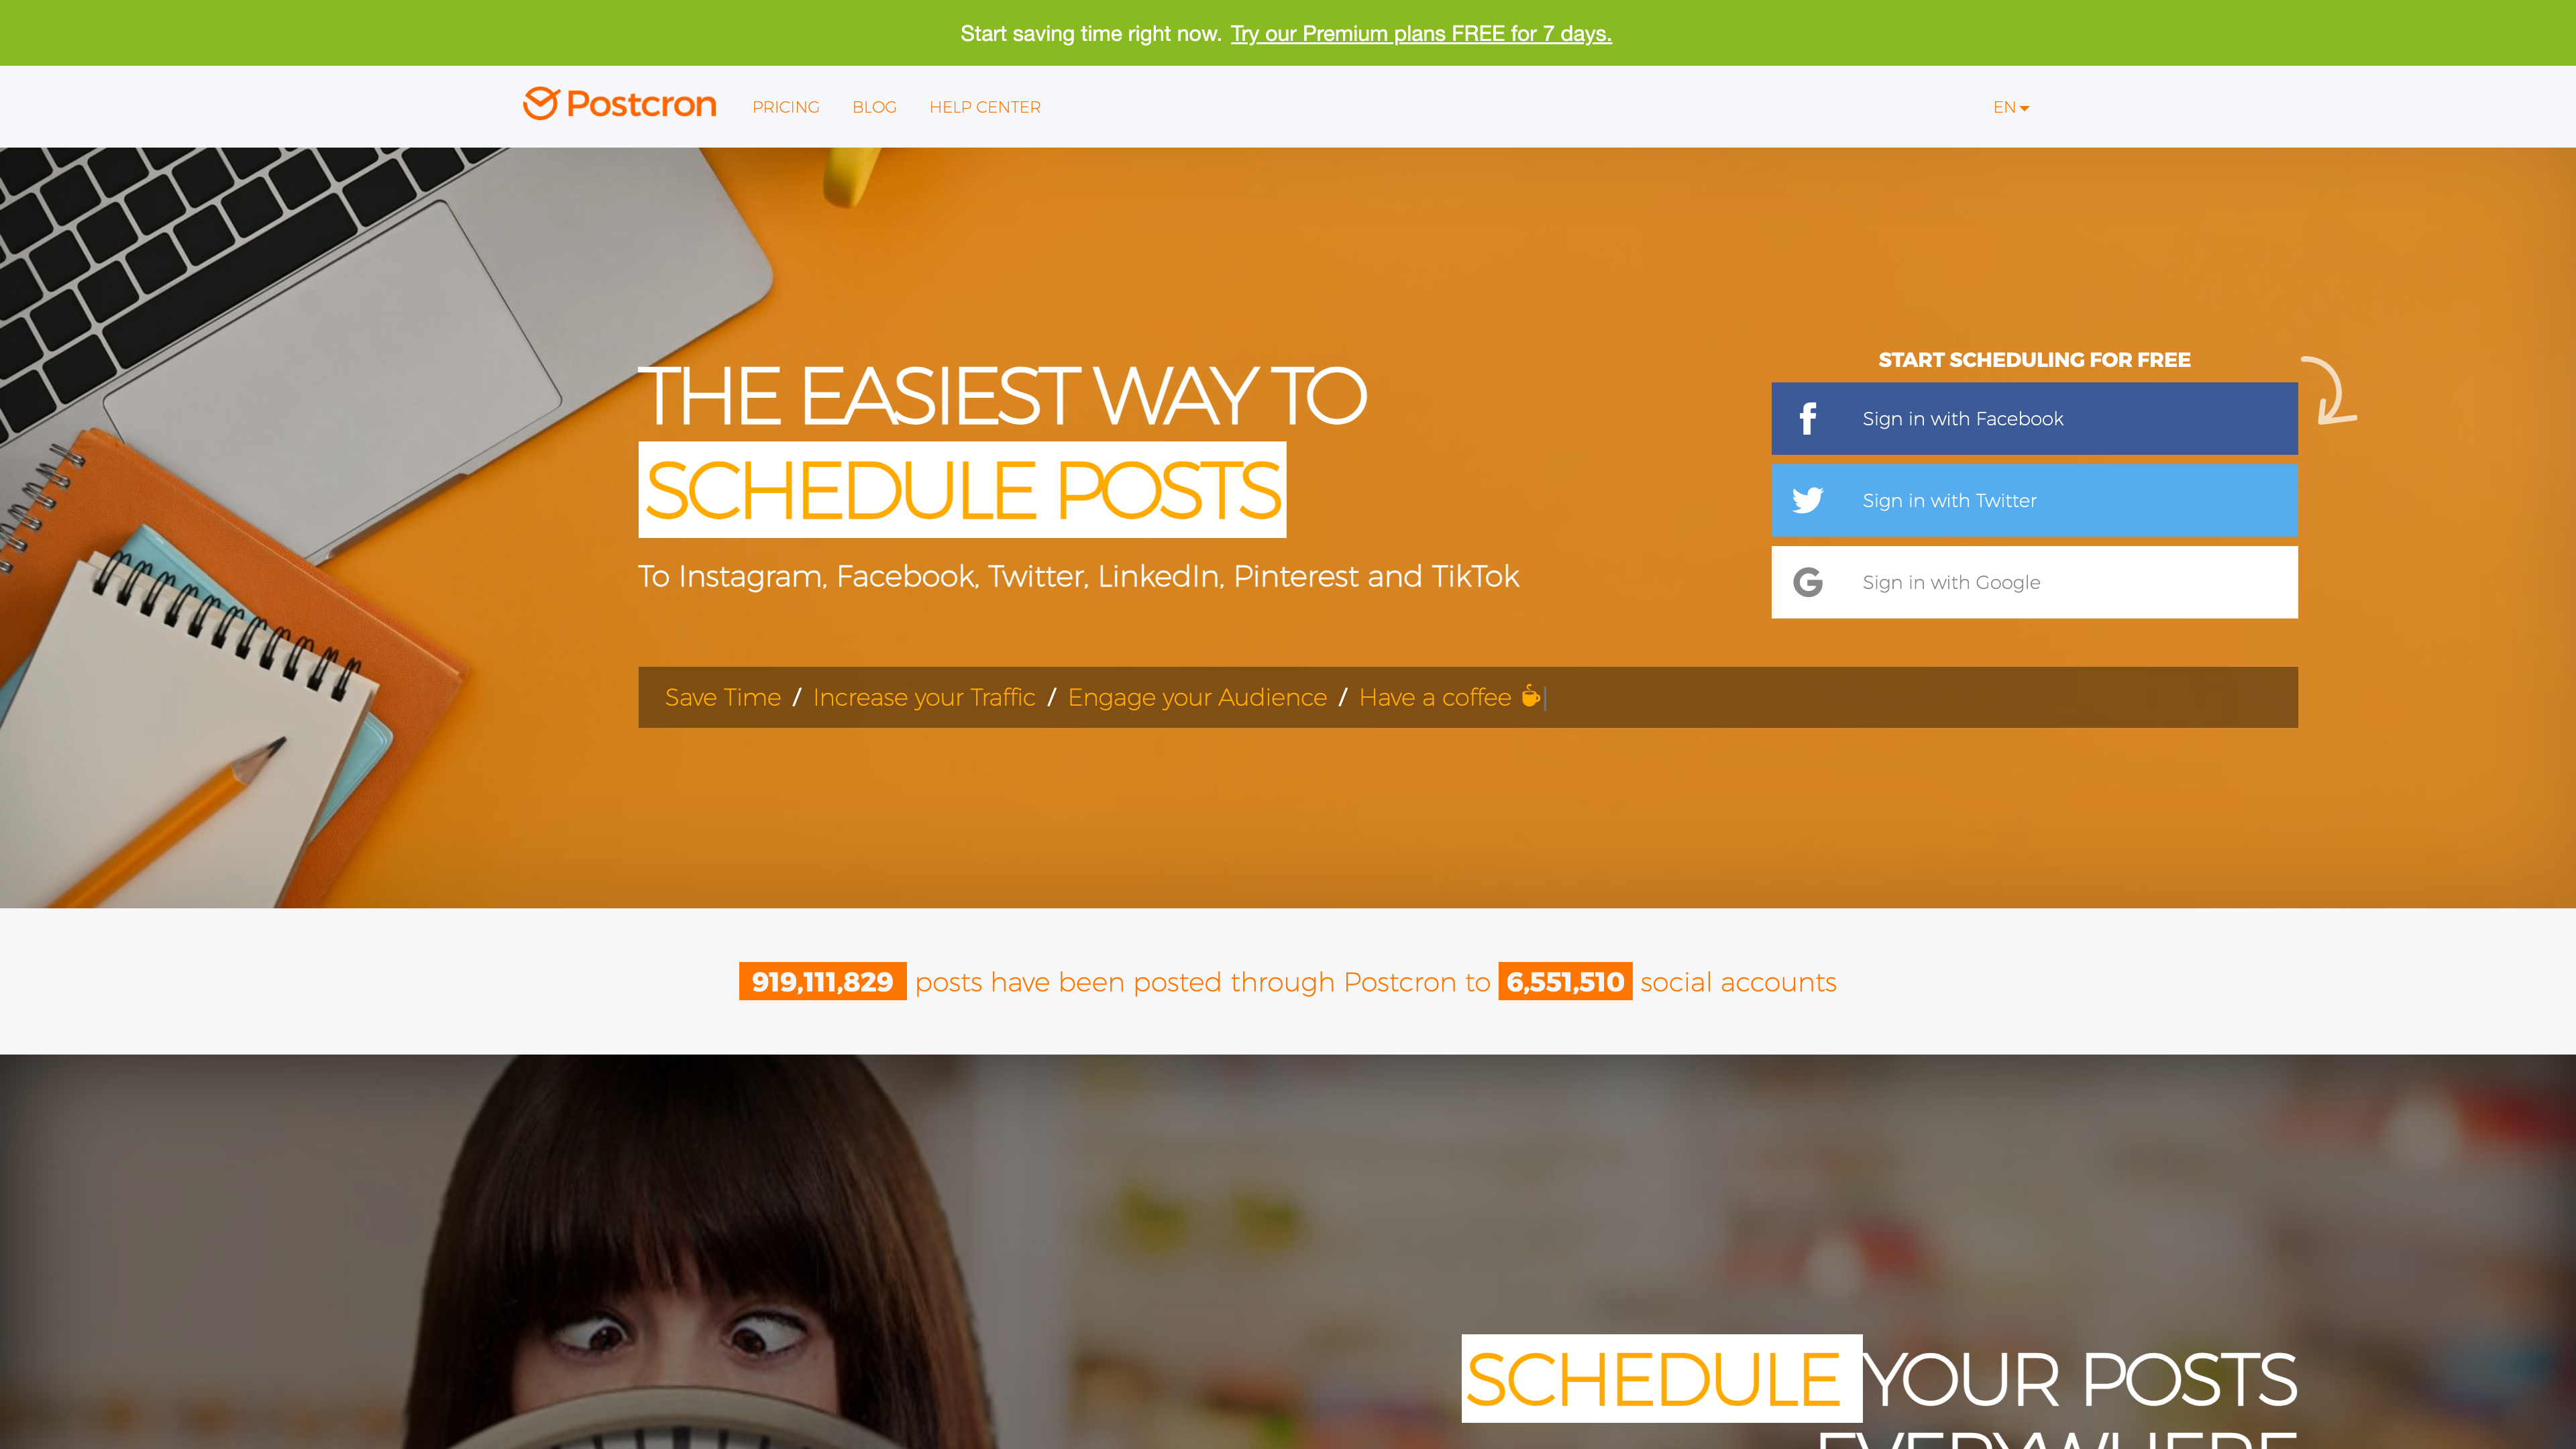 Start saving time right now. Try our Premium plans FREE for 7 days.
Postcron
PRICING
BLOG
HELP CENTER
EN
THE EASIEST WAY TO
SCHEDULE POSTS
To Instagram, Facebook, Twitter, LinkedIn, Pinterest and TikTok
START SCHEDULING FOR FREE
Sign in with Facebook
Sign in with Twitter
Sign in with Google
Save Time / Increase your Traffic / Engage your Audience / Have a coffee
919,111,829 posts have been posted through Postcron to 6,551,510 social accounts
SCHEDULE YOUR POSTS
EVERYWHERE